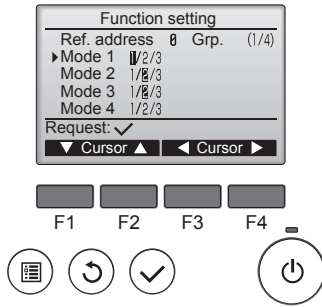 Function setting
Ref. address 0 Grp. (1/4)
▶Mode 1 1/2/3
Mode 2 1/2/3
Mode 3 1/2/3
Mode 4 1/2/3
Request: ✓
▼ Cursor ▲ ◀ Cursor ▶
F1 F2 F3 F4